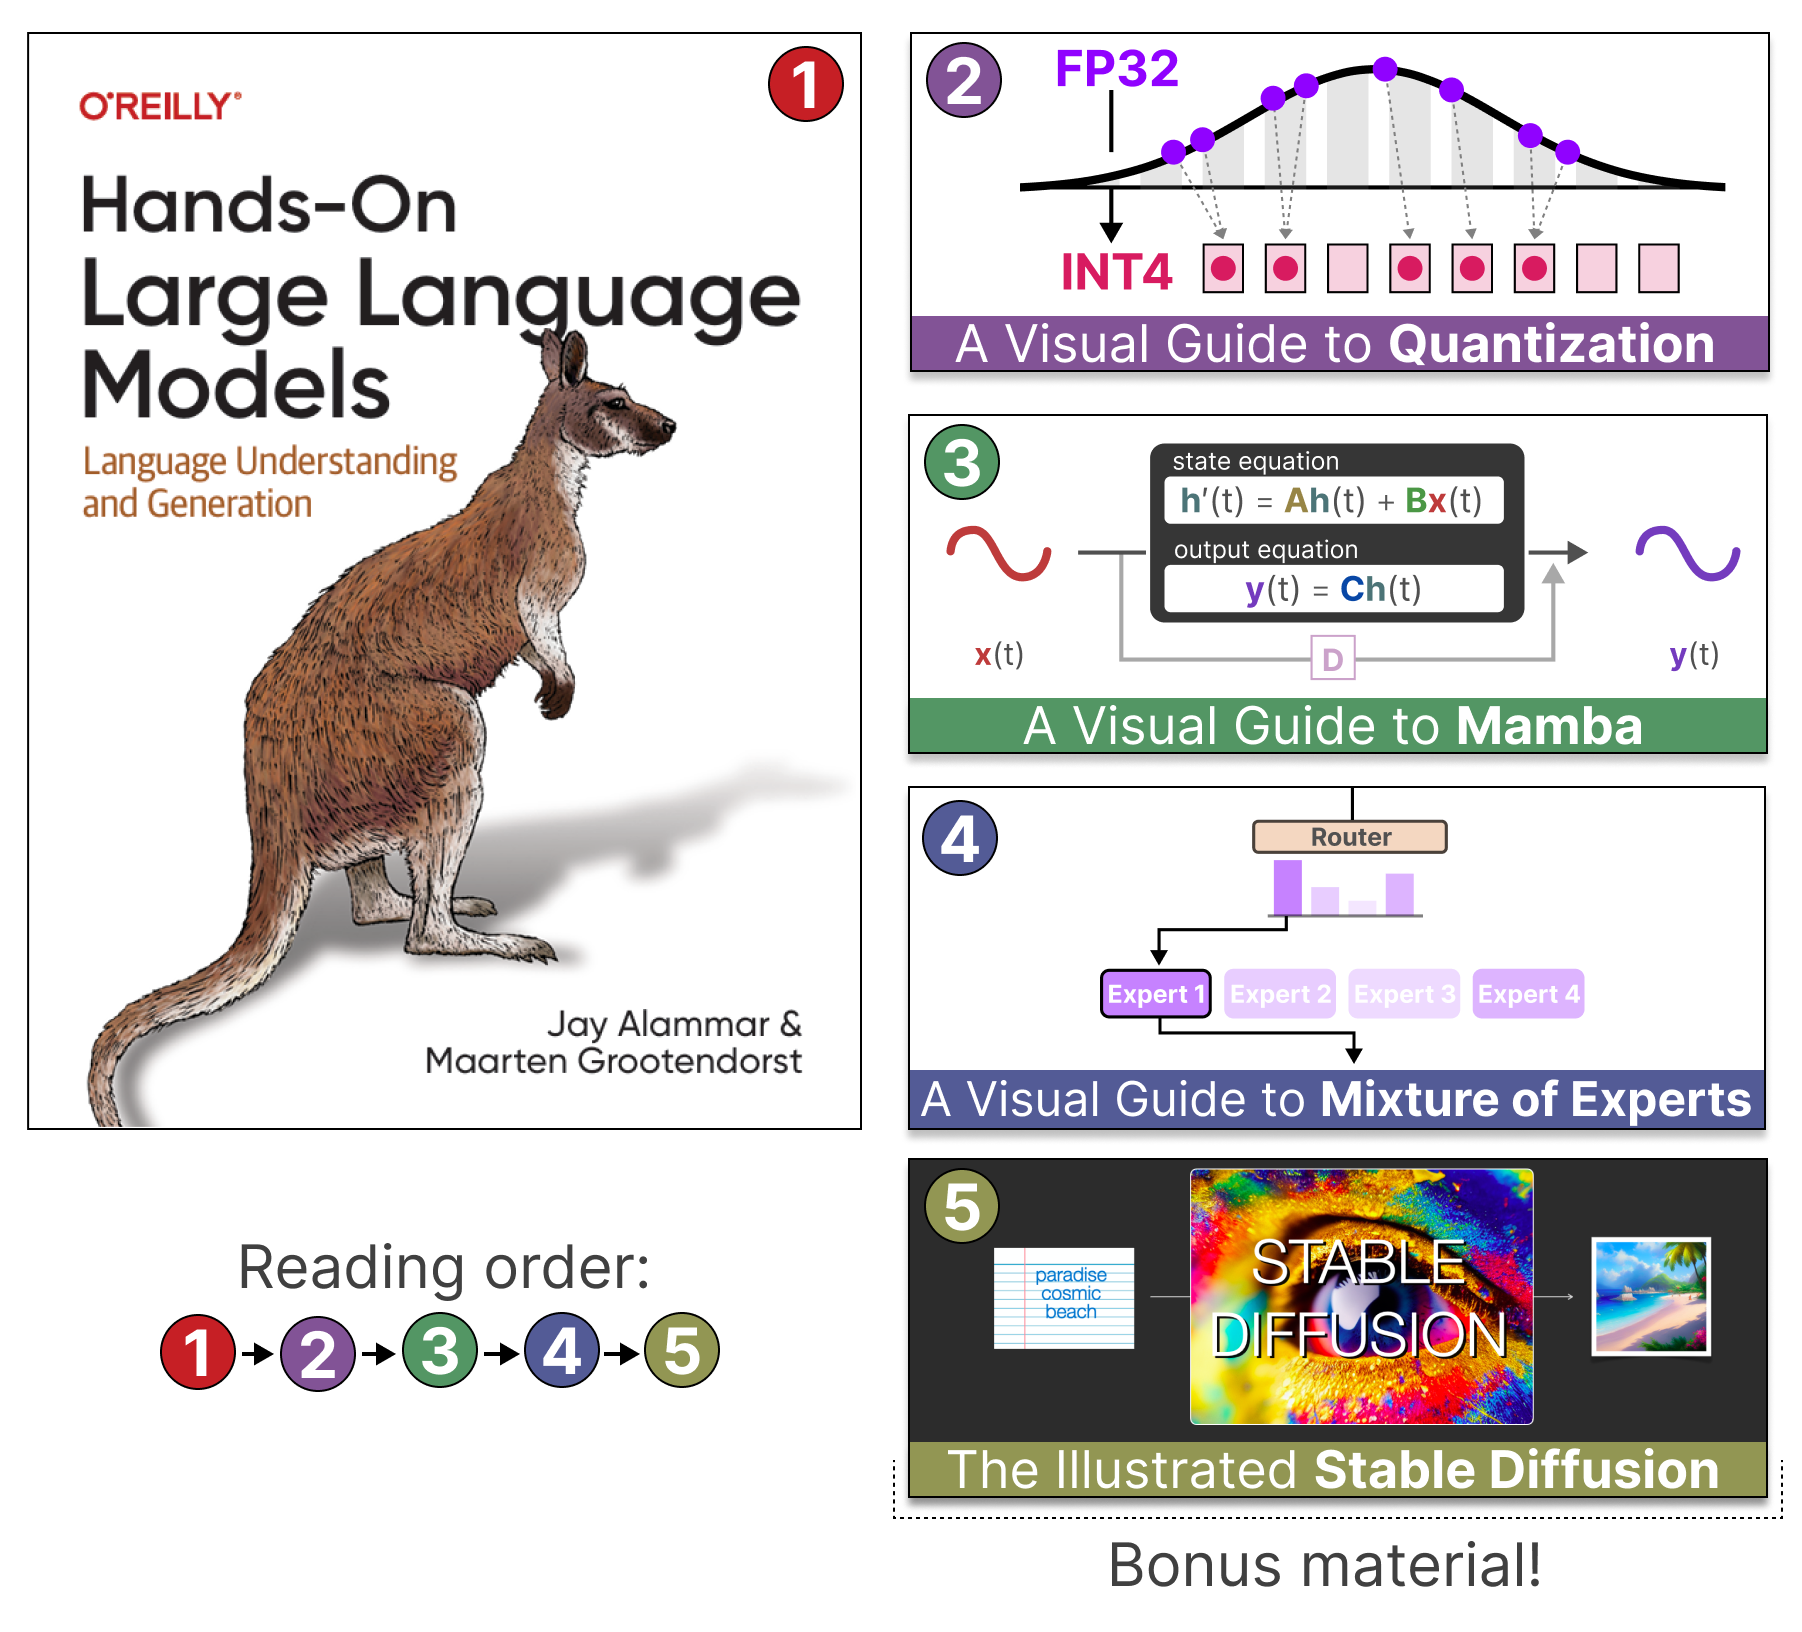 O'REILLY®
1
Hands-On
Large Language
Models
Language Understanding
and Generation
Jay Alammar &
Maarten Grootendorst
Reading order:
1 2 3 4 5
2
FP32
INT4
A Visual Guide to Quantization
3
state equation
h'(t) = Ah(t) + Bx(t)
output equation
y(t) = Ch(t)
x(t)
D
y(t)
A Visual Guide to Mamba
4
Router
Expert 1 Expert 2 Expert 3 Expert 4
A Visual Guide to Mixture of Experts
5
paradise
cosmic
beach
STABLE
DIFFUSION
The Illustrated Stable Diffusion
Bonus material!